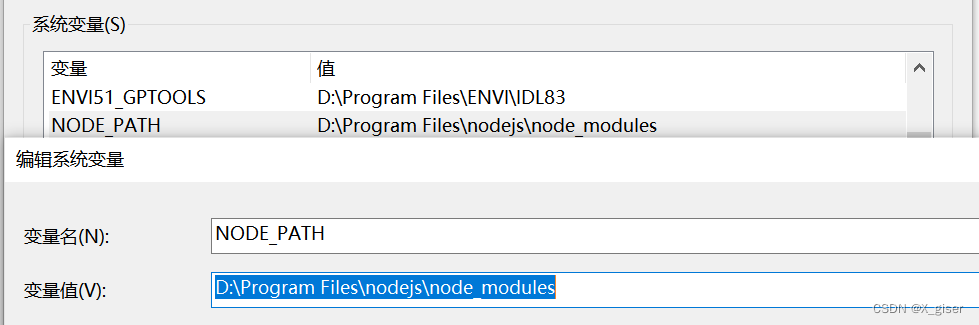 系统变量(S)
变量 值
ENVI51_GPTOOLS D:\Program Files\ENVI\IDL83
NODE_PATH D:\Program Files\nodejs\node_modules
编辑系统变量
变量名(N): NODE_PATH
变量值(V): D:\Program Files\nodejs\node_modules
CSDN @X_giser